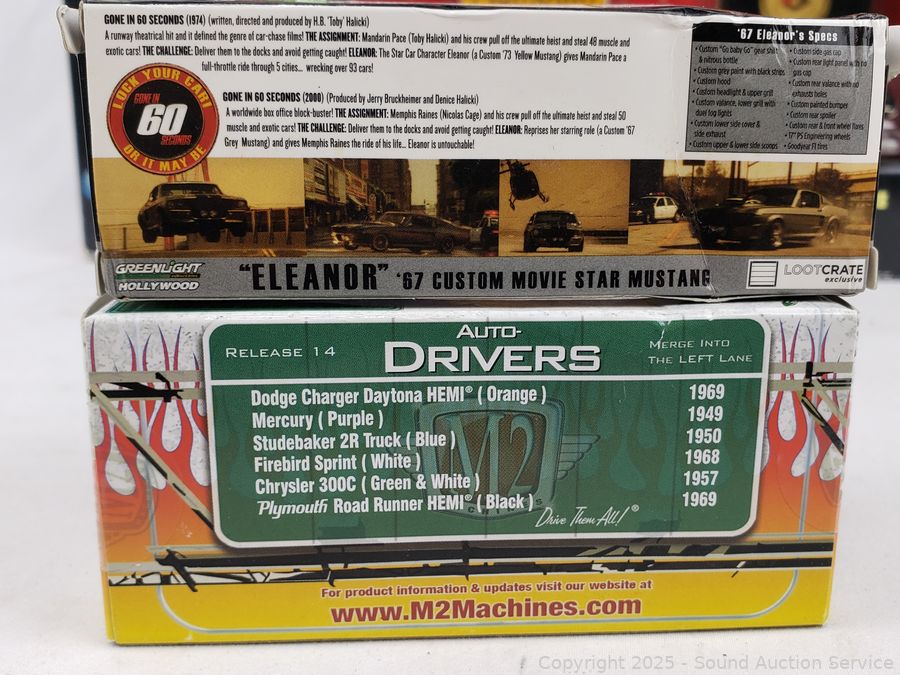 GONE IN 60 SECONDS (1974) (written, directed and produced by H.B. 'Toby' Halicki)
A runway theatrical hit and it defined the genre of car-chase films! THE ASSIGNMENT: Mandarin Pace (Toby Halicki) and his crew pull off the ultimate heist and steal 48 muscle and
exotic cars! THE CHALLENGE: Deliver them to the docks and avoid getting caught! ELEANOR: The Star Car Character Eleanor (a Custom '73 Yellow Mustang) gives Mandarin Pace a
full-throttle ride through 5 cities... wrecking over 93 cars!
LOCK YOUR CAR!
GONE IN
60
SECONDS
OR IT MAY BE
GONE IN 60 SECONDS (2000) (Produced by Jerry Bruckheimer and Denice Halicki)
A worldwide box office block-buster! THE ASSIGNMENT: Memphis Raines (Nicolas Cage) and his crew pull off the ultimate heist and steal 50
muscle and exotic cars! THE CHALLENGE: Deliver them to the docks and avoid getting caught! ELEANOR: Reprises her starring role (a Custom '67
Grey Mustang) and gives Memphis Raines the ride of his life... Eleanor is untouchable!
'67 Eleanor's Specs
• Custom "Go baby Go" gear shift
& nitrous bottle
• Custom grey paint with black stripes
• Custom hood
• Custom headlight & upper grill
• Custom valance, lower grill with
duel fog lights
• Custom lower side cover &
side exhaust
• Custom upper & lower side scoops
• Custom side gas cap
• Custom rear light panel with no
gas cap
• Custom rear valance with no
exhausts holes
• Custom painted bumper
• Custom rear spoiler
• Custom rear & front wheel flares
• 17" PS Engineering wheels
• Goodyear F1 tires
GREENLIGHT
HOLLYWOOD
"ELEANOR" '67 CUSTOM MOVIE STAR MUSTANG
LOOTCRATE
exclusive
RELEASE 14
AUTO-
DRIVERS
MERGE INTO
THE LEFT LANE
Dodge Charger Daytona HEMI® ( Orange ) 1969
Mercury ( Purple ) 1949
Studebaker 2R Truck ( Blue ) 1950
Firebird Sprint ( White ) 1968
Chrysler 300C ( Green & White ) 1957
Plymouth Road Runner HEMI® ( Black ) 1969
M2
Drive Them All! ®
For product information & updates visit our website at
www.M2Machines.com
Copyright 2025 - Sound Auction Service